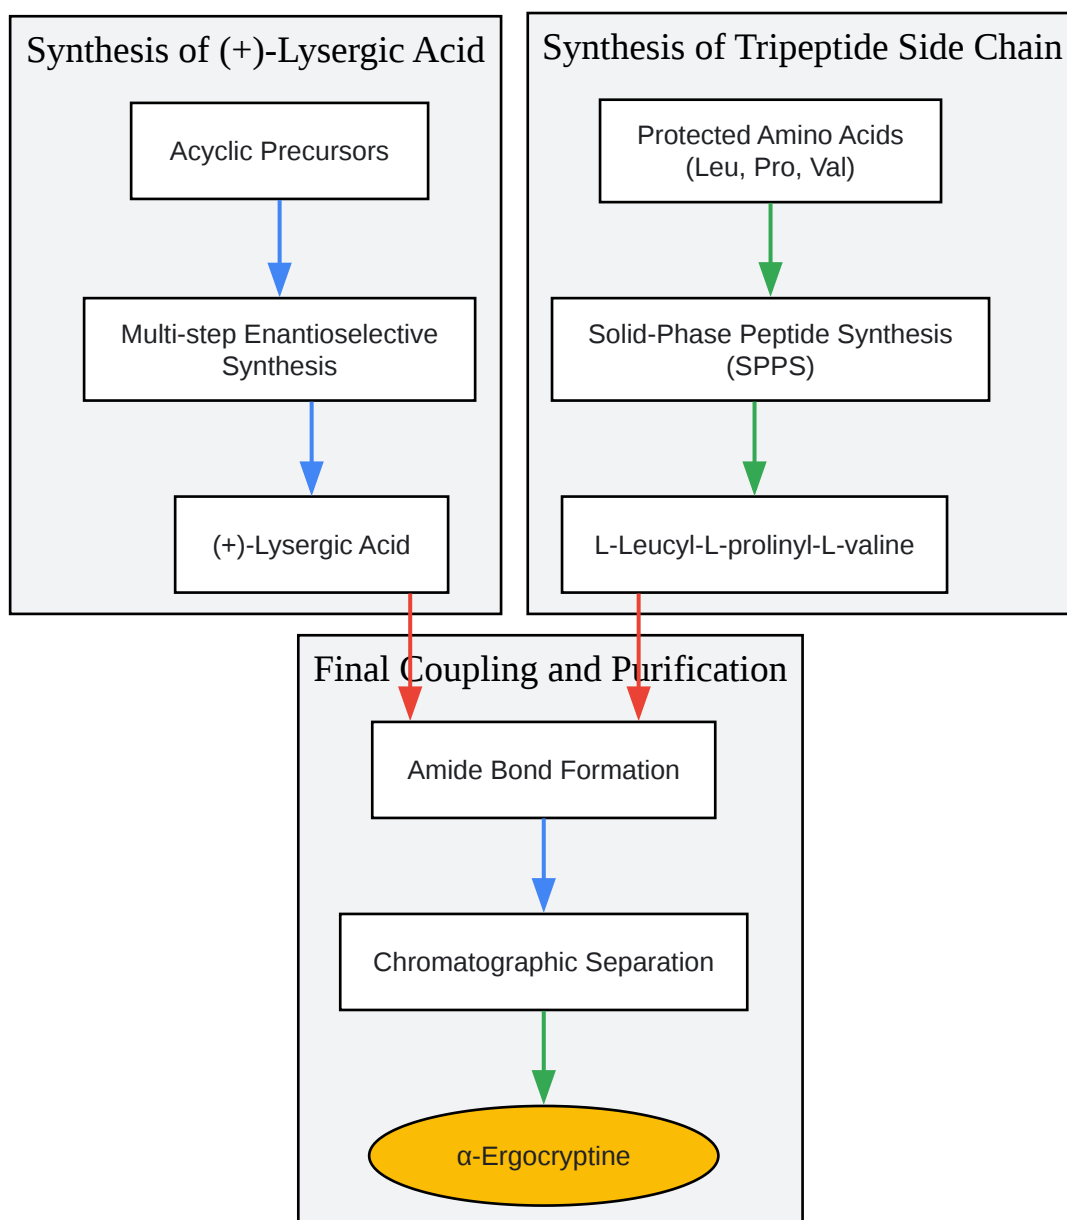 Synthesis of (+)-Lysergic Acid
Acyclic Precursors
Multi-step Enantioselective
Synthesis
(+)-Lysergic Acid
Synthesis of Tripeptide Side Chain
Protected Amino Acids
(Leu, Pro, Val)
Solid-Phase Peptide Synthesis
(SPPS)
L-Leucyl-L-prolinyl-L-valine
Final Coupling and Purification
Amide Bond Formation
Chromatographic Separation
α-Ergocryptine